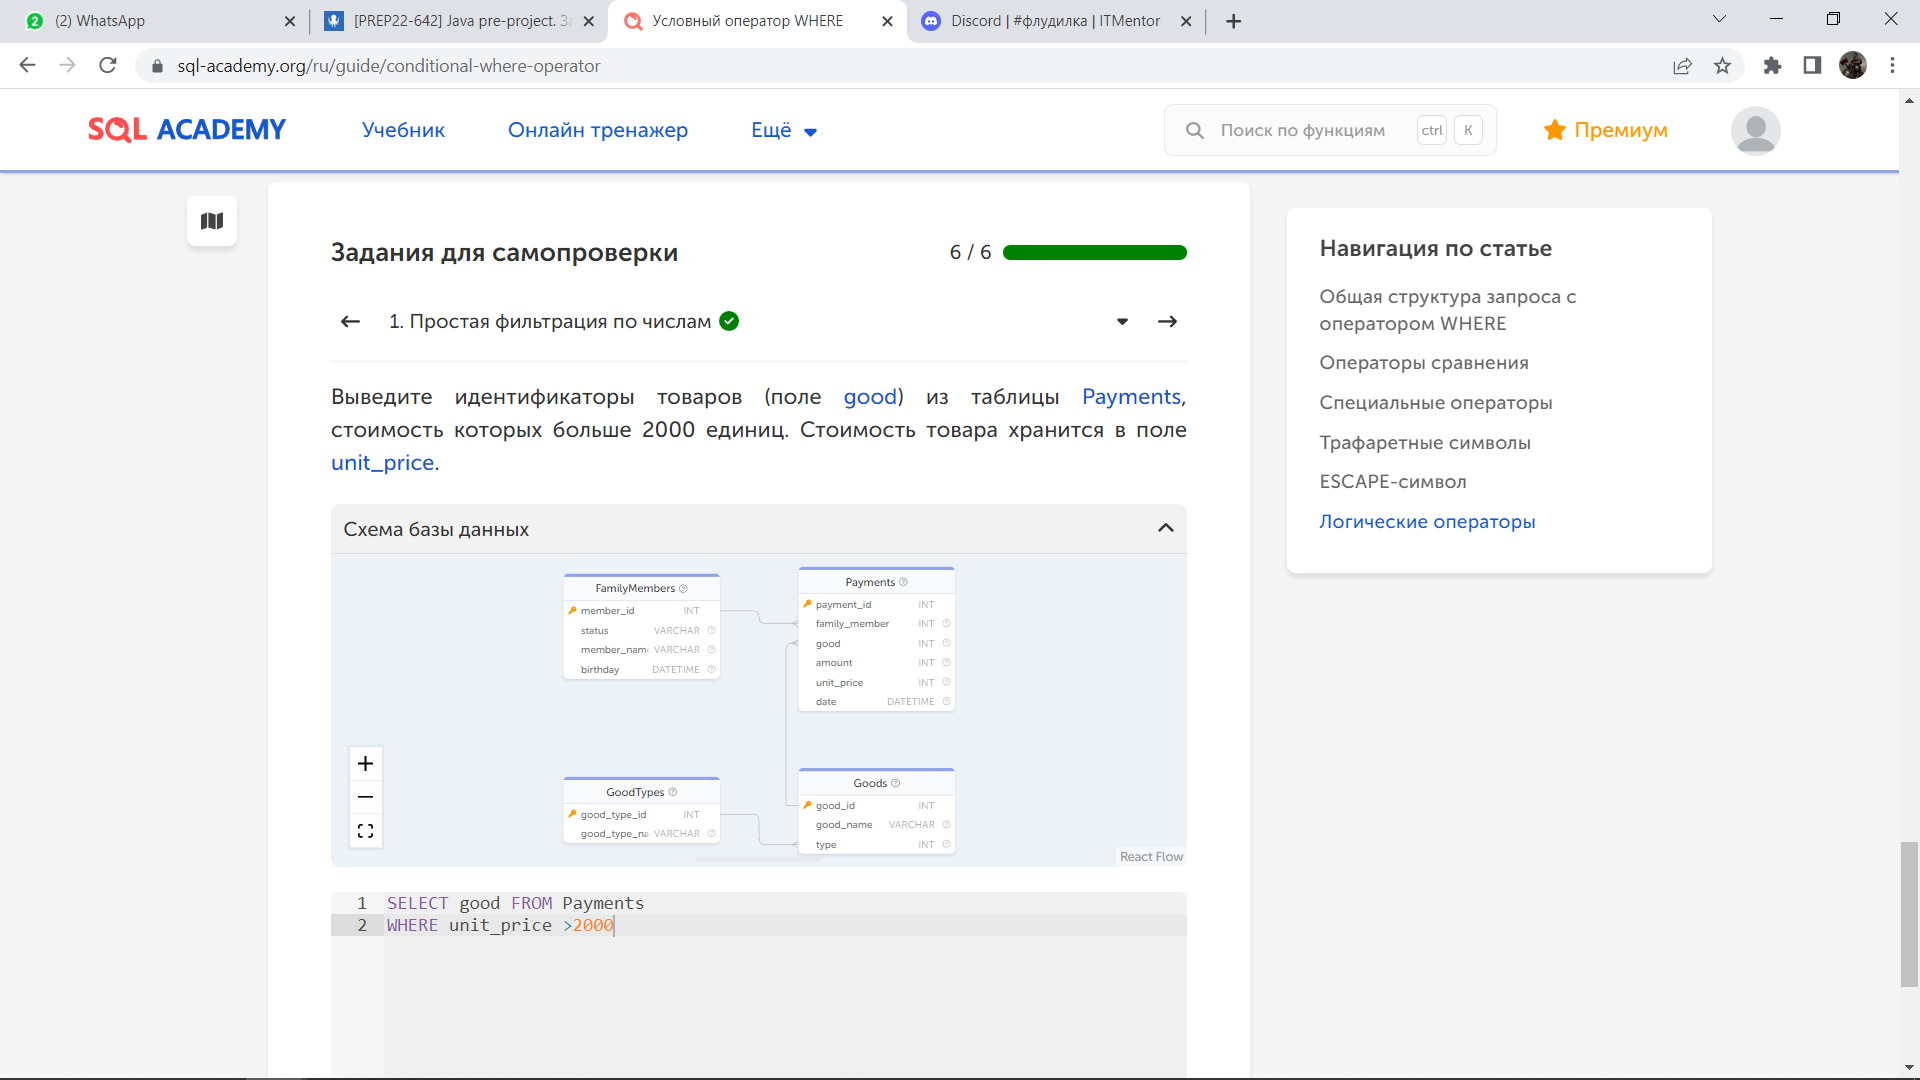 (2) WhatsApp
[PREP22-642] Java pre-project. За
Условный оператор WHERE
Discord | #флудилка | ITMentor
sql-academy.org/ru/guide/conditional-where-operator
SQL ACADEMY
Учебник
Онлайн тренажер
Ещё
Поиск по функциям
ctrl
K
Премиум
Задания для самопроверки
6 / 6
1. Простая фильтрация по числам
Выведите идентификаторы товаров (поле good) из таблицы Payments,
стоимость которых больше 2000 единиц. Стоимость товара хранится в поле
unit_price.
Схема базы данных
FamilyMembers
member_id INT
status VARCHAR
member_nam VARCHAR
birthday DATETIME
Payments
payment_id INT
family_member INT
good INT
amount INT
unit_price INT
date DATETIME
GoodTypes
good_type_id INT
good_type_na VARCHAR
Goods
good_id INT
good_name VARCHAR
type INT
React Flow
1 SELECT good FROM Payments
2 WHERE unit_price >2000
Навигация по статье
Общая структура запроса с
оператором WHERE
Операторы сравнения
Специальные операторы
Трафаретные символы
ESCAPE-символ
Логические операторы